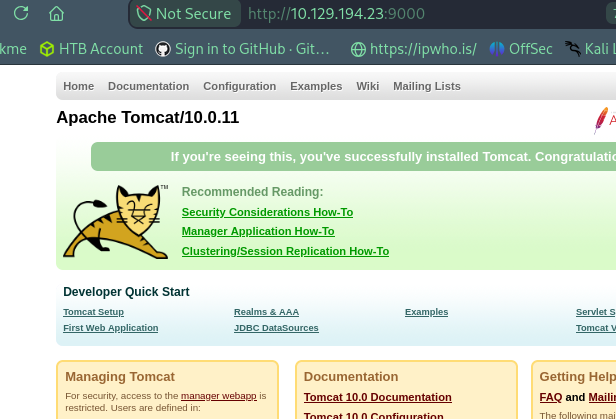 Not Secure http://10.129.194.23:9000
kme HTB Account Sign in to GitHub · Git… https://ipwho.is/ OffSec Kali
Home Documentation Configuration Examples Wiki Mailing Lists
Apache Tomcat/10.0.11
If you're seeing this, you've successfully installed Tomcat. Congratulatio
TM
Recommended Reading:
Security Considerations How-To
Manager Application How-To
Clustering/Session Replication How-To
Developer Quick Start
Tomcat Setup Realms & AAA Examples Servlet S
First Web Application JDBC DataSources Tomcat V
Managing Tomcat
For security, access to the manager webapp is
restricted. Users are defined in:
Documentation
Tomcat 10.0 Documentation
Tomcat 10.0 Configuration
Getting Help
FAQ and Mailin
The following mai